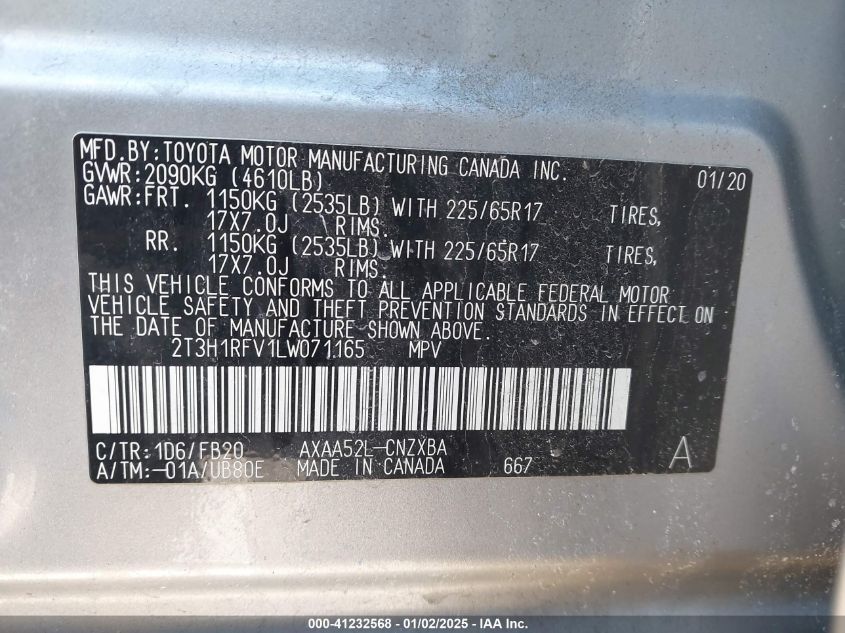 MFD.BY:TOYOTA MOTOR MANUFACTURING CANADA INC. 01/20
GVWR:2090KG (4610LB)
GAWR:FRT. 1150KG (2535LB) WITH 225/65R17 TIRES,
17X7.0J RIMS.
RR. 1150KG (2535LB) WITH 225/65R17 TIRES,
17X7.0J RIMS.
THIS VEHICLE CONFORMS TO ALL APPLICABLE FEDERAL MOTOR
VEHICLE SAFETY AND THEFT PREVENTION STANDARDS IN EFFECT ON
THE DATE OF MANUFACTURE SHOWN ABOVE.
2T3H1RFV1LW071165 MPV
C/TR:1D6/FB20 AXAA52L-CNZXBA
A/TM:-01A/UB80E MADE IN CANADA 667 A
000-41232568 - 01/02/2025 - IAA Inc.